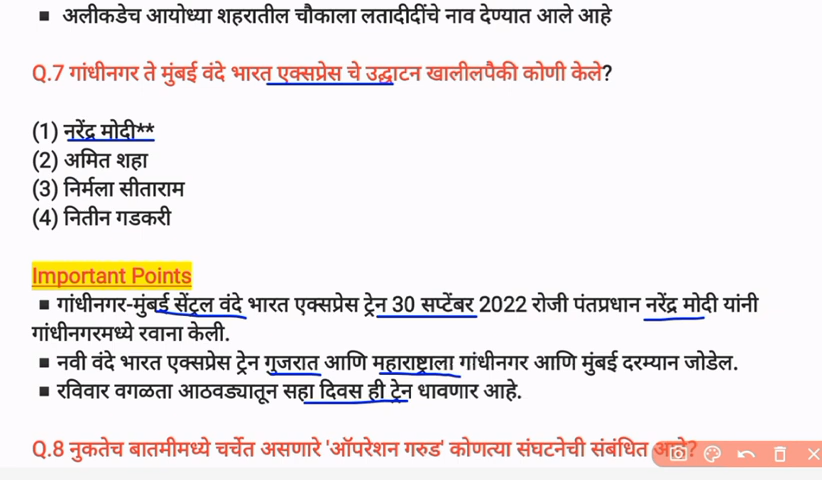 ▪ अलीकडेच आयोध्या शहरातील चौकाला लतादीदींचे नाव देण्यात आले आहे
Q.7 गांधीनगर ते मुंबई वंदे भारत एक्सप्रेस चे उद्घाटन खालीलपैकी कोणी केले?
(1) नरेंद्र मोदी**
(2) अमित शहा
(3) निर्मला सीताराम
(4) नितीन गडकरी
Important Points
▪ गांधीनगर-मुंबई सेंट्रल वंदे भारत एक्सप्रेस ट्रेन 30 सप्टेंबर 2022 रोजी पंतप्रधान नरेंद्र मोदी यांनी
गांधीनगरमध्ये रवाना केली.
▪ नवी वंदे भारत एक्सप्रेस ट्रेन गुजरात आणि महाराष्ट्राला गांधीनगर आणि मुंबई दरम्यान जोडेल.
▪ रविवार वगळता आठवड्यातून सहा दिवस ही ट्रेन धावणार आहे.
Q.8 नुकतेच बातमीमध्ये चर्चेत असणारे 'ऑपरेशन गरुड' कोणत्या संघटनेची संबंधित